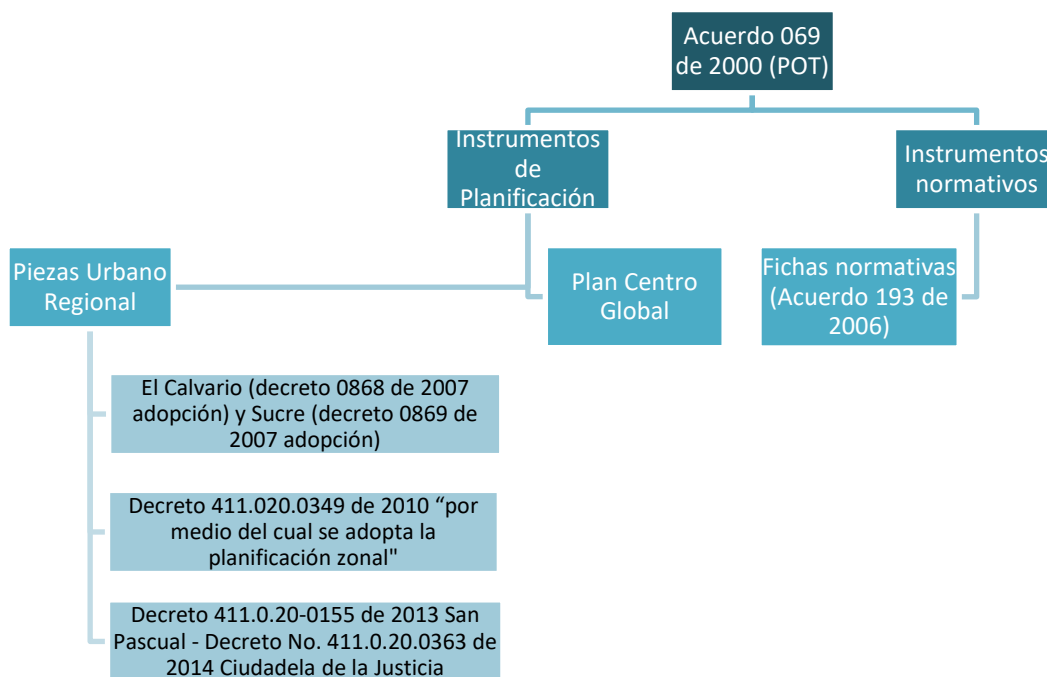 Acuerdo 069
de 2000 (POT)
Instrumentos
de
Planificación
Instrumentos
normativos
Piezas Urbano
Regional
Plan Centro
Global
Fichas normativas
(Acuerdo 193 de
2006)
El Calvario (decreto 0868 de 2007
adopción) y Sucre (decreto 0869 de
2007 adopción)
Decreto 411.020.0349 de 2010 “por
medio del cual se adopta la
planificación zonal"
Decreto 411.0.20-0155 de 2013 San
Pascual - Decreto No. 411.0.20.0363 de
2014 Ciudadela de la Justicia